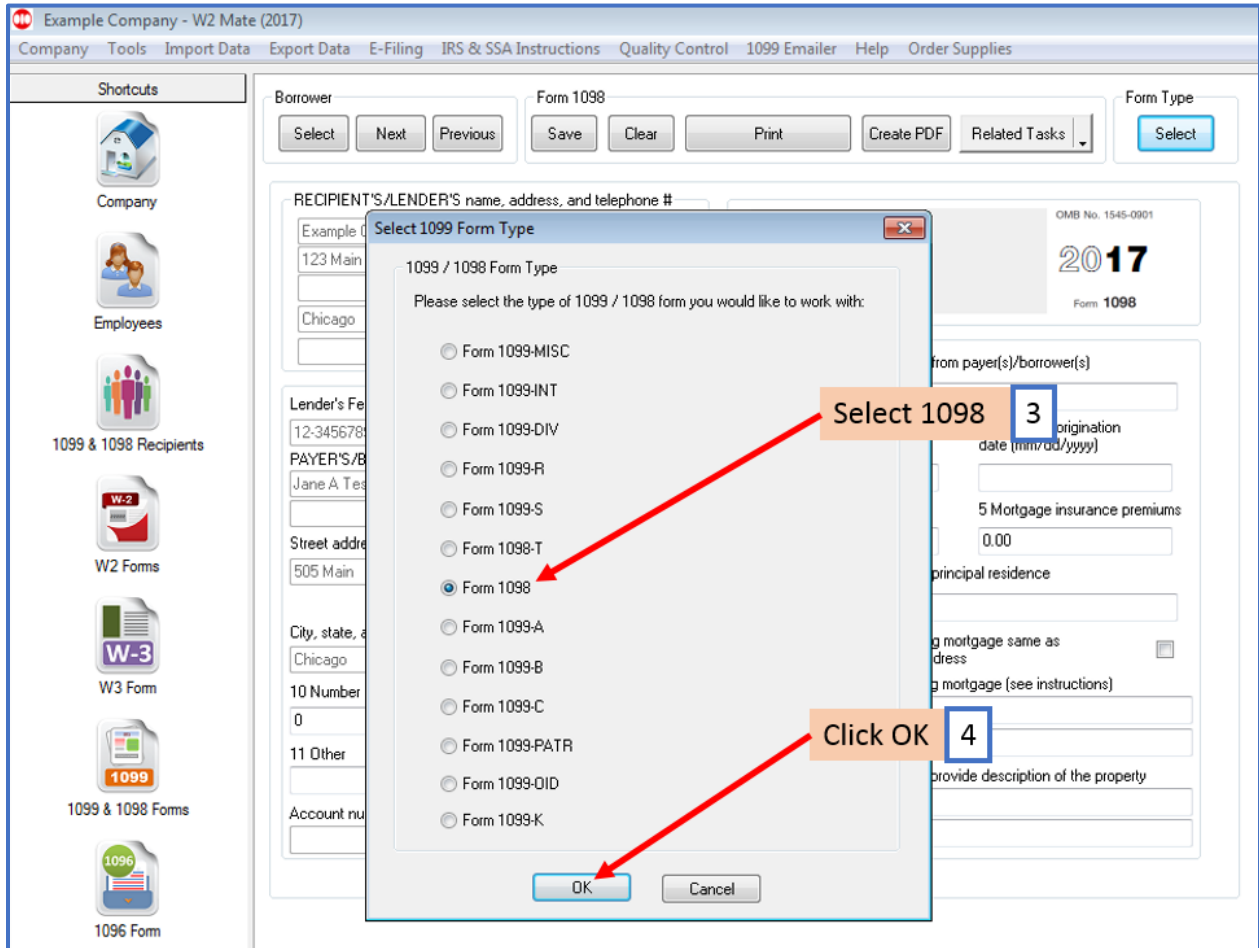 Example Company - W2 Mate (2017)
Company Tools Import Data Export Data E-Filing IRS & SSA Instructions Quality Control 1099 Emailer Help Order Supplies
Shortcuts
Company
Employees
1099 & 1098 Recipients
W-2
W2 Forms
W-3
W3 Form
1099
1099 & 1098 Forms
1096
1096 Form
Borrower
Select Next Previous
Form 1098
Save Clear Print Create PDF Related Tasks
Form Type
Select
RECIPIENT'S/LENDER'S name, address, and telephone #
Example
123 Main
Chicago
OMB No. 1545-0901
2017
Form 1098
Lender's Fe
12-345678
PAYER'S/B
Jane A Tes
Street addre
505 Main
City, state, a
Chicago
10 Number
0
11 Other
Account nu
from payer(s)/borrower(s)
origination
date (mm/dd/yyyy)
5 Mortgage insurance premiums
0.00
principal residence
g mortgage same as
dress
g mortgage (see instructions)
provide description of the property
Select 1099 Form Type
1099 / 1098 Form Type
Please select the type of 1099 / 1098 form you would like to work with:
Form 1099-MISC
Form 1099-INT
Form 1099-DIV
Form 1099-R
Form 1099-S
Form 1098-T
Form 1098
Form 1099-A
Form 1099-B
Form 1099-C
Form 1099-PATR
Form 1099-OID
Form 1099-K
OK Cancel
Select 1098 3
Click OK 4